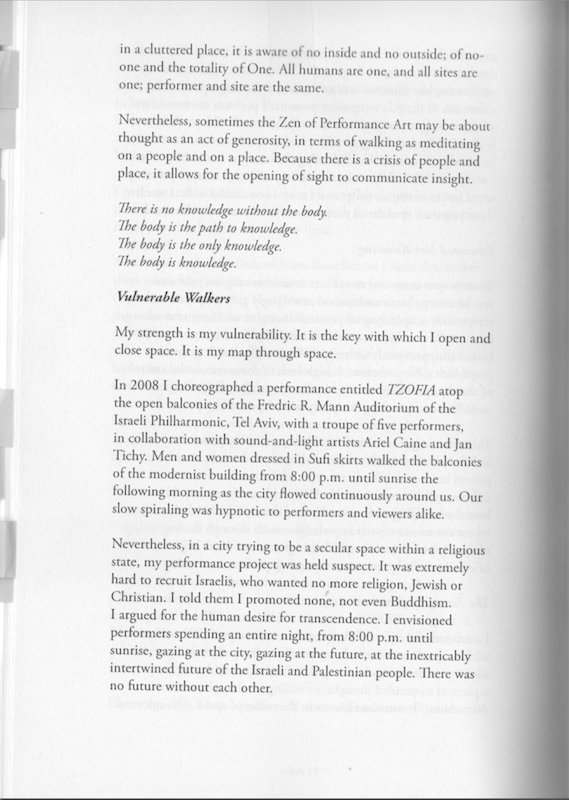 in a cluttered place, it is aware of no inside and no outside; of no-
one and the totality of One. All humans are one, and all sites are
one; performer and site are the same.
Nevertheless, sometimes the Zen of Performance Art may be about
thought as an act of generosity, in terms of walking as meditating
on a people and on a place. Because there is a crisis of people and
place, it allows for the opening of sight to communicate insight.
There is no knowledge without the body.
The body is the path to knowledge.
The body is the only knowledge.
The body is knowledge.
Vulnerable Walkers
My strength is my vulnerability. It is the key with which I open and
close space. It is my map through space.
In 2008 I choreographed a performance entitled TZOFIA atop
the open balconies of the Fredric R. Mann Auditorium of the
Israeli Philharmonic, Tel Aviv, with a troupe of five performers,
in collaboration with sound-and-light artists Ariel Caine and Jan
Tichy. Men and women dressed in Sufi skirts walked the balconies
of the modernist building from 8:00 p.m. until sunrise the
following morning as the city flowed continuously around us. Our
slow spiraling was hypnotic to performers and viewers alike.
Nevertheless, in a city trying to be a secular space within a religious
state, my performance project was held suspect. It was extremely
hard to recruit Israelis, who wanted no more religion, Jewish or
Christian. I told them I promoted none, not even Buddhism.
I argued for the human desire for transcendence. I envisioned
performers spending an entire night, from 8:00 p.m. until
sunrise, gazing at the city, gazing at the future, at the inextricably
intertwined future of the Israeli and Palestinian people. There was
no future without each other.